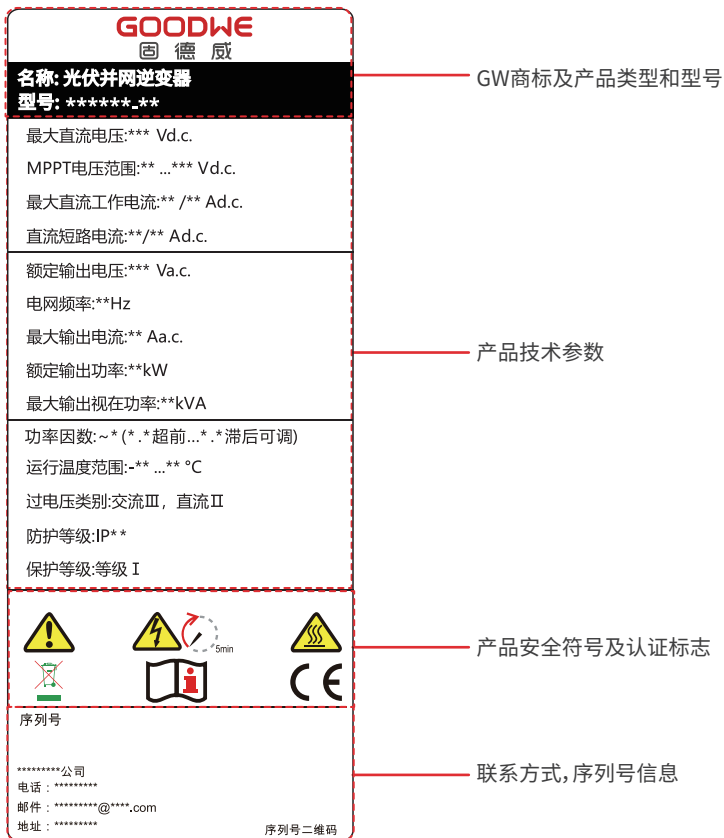 GOODWE
固德威
名称: 光伏并网逆变器
型号: ******-**
GW商标及产品类型和型号
最大直流电压:*** Vd.c.
MPPT电压范围:** ...*** Vd.c.
最大直流工作电流:** /** Ad.c.
直流短路电流:**/** Ad.c.
额定输出电压:*** Va.c.
电网频率:**Hz
最大输出电流:** Aa.c.
额定输出功率:**kW
最大输出视在功率:**kVA
产品技术参数
功率因数:~*(*.*超前...*.*滞后可调)
运行温度范围:-** ...** °C
过电压类别:交流Ⅲ, 直流Ⅱ
防护等级:IP**
保护等级:等级Ⅰ
5min
CE
产品安全符号及认证标志
序列号
*********公司
电话 : *********
邮件 : *********@****.com
地址 : *********
序列号二维码
联系方式,序列号信息